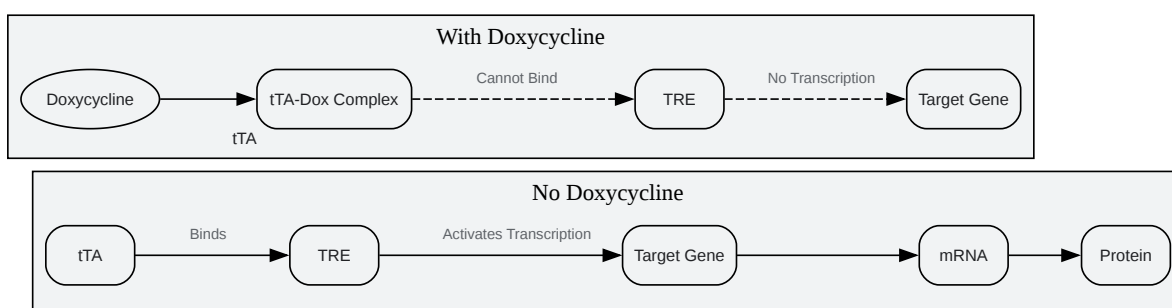 With Doxycycline
Doxycycline
tTA
tTA-Dox Complex
Cannot Bind
TRE
No Transcription
Target Gene
No Doxycycline
tTA
Binds
TRE
Activates Transcription
Target Gene
mRNA
Protein